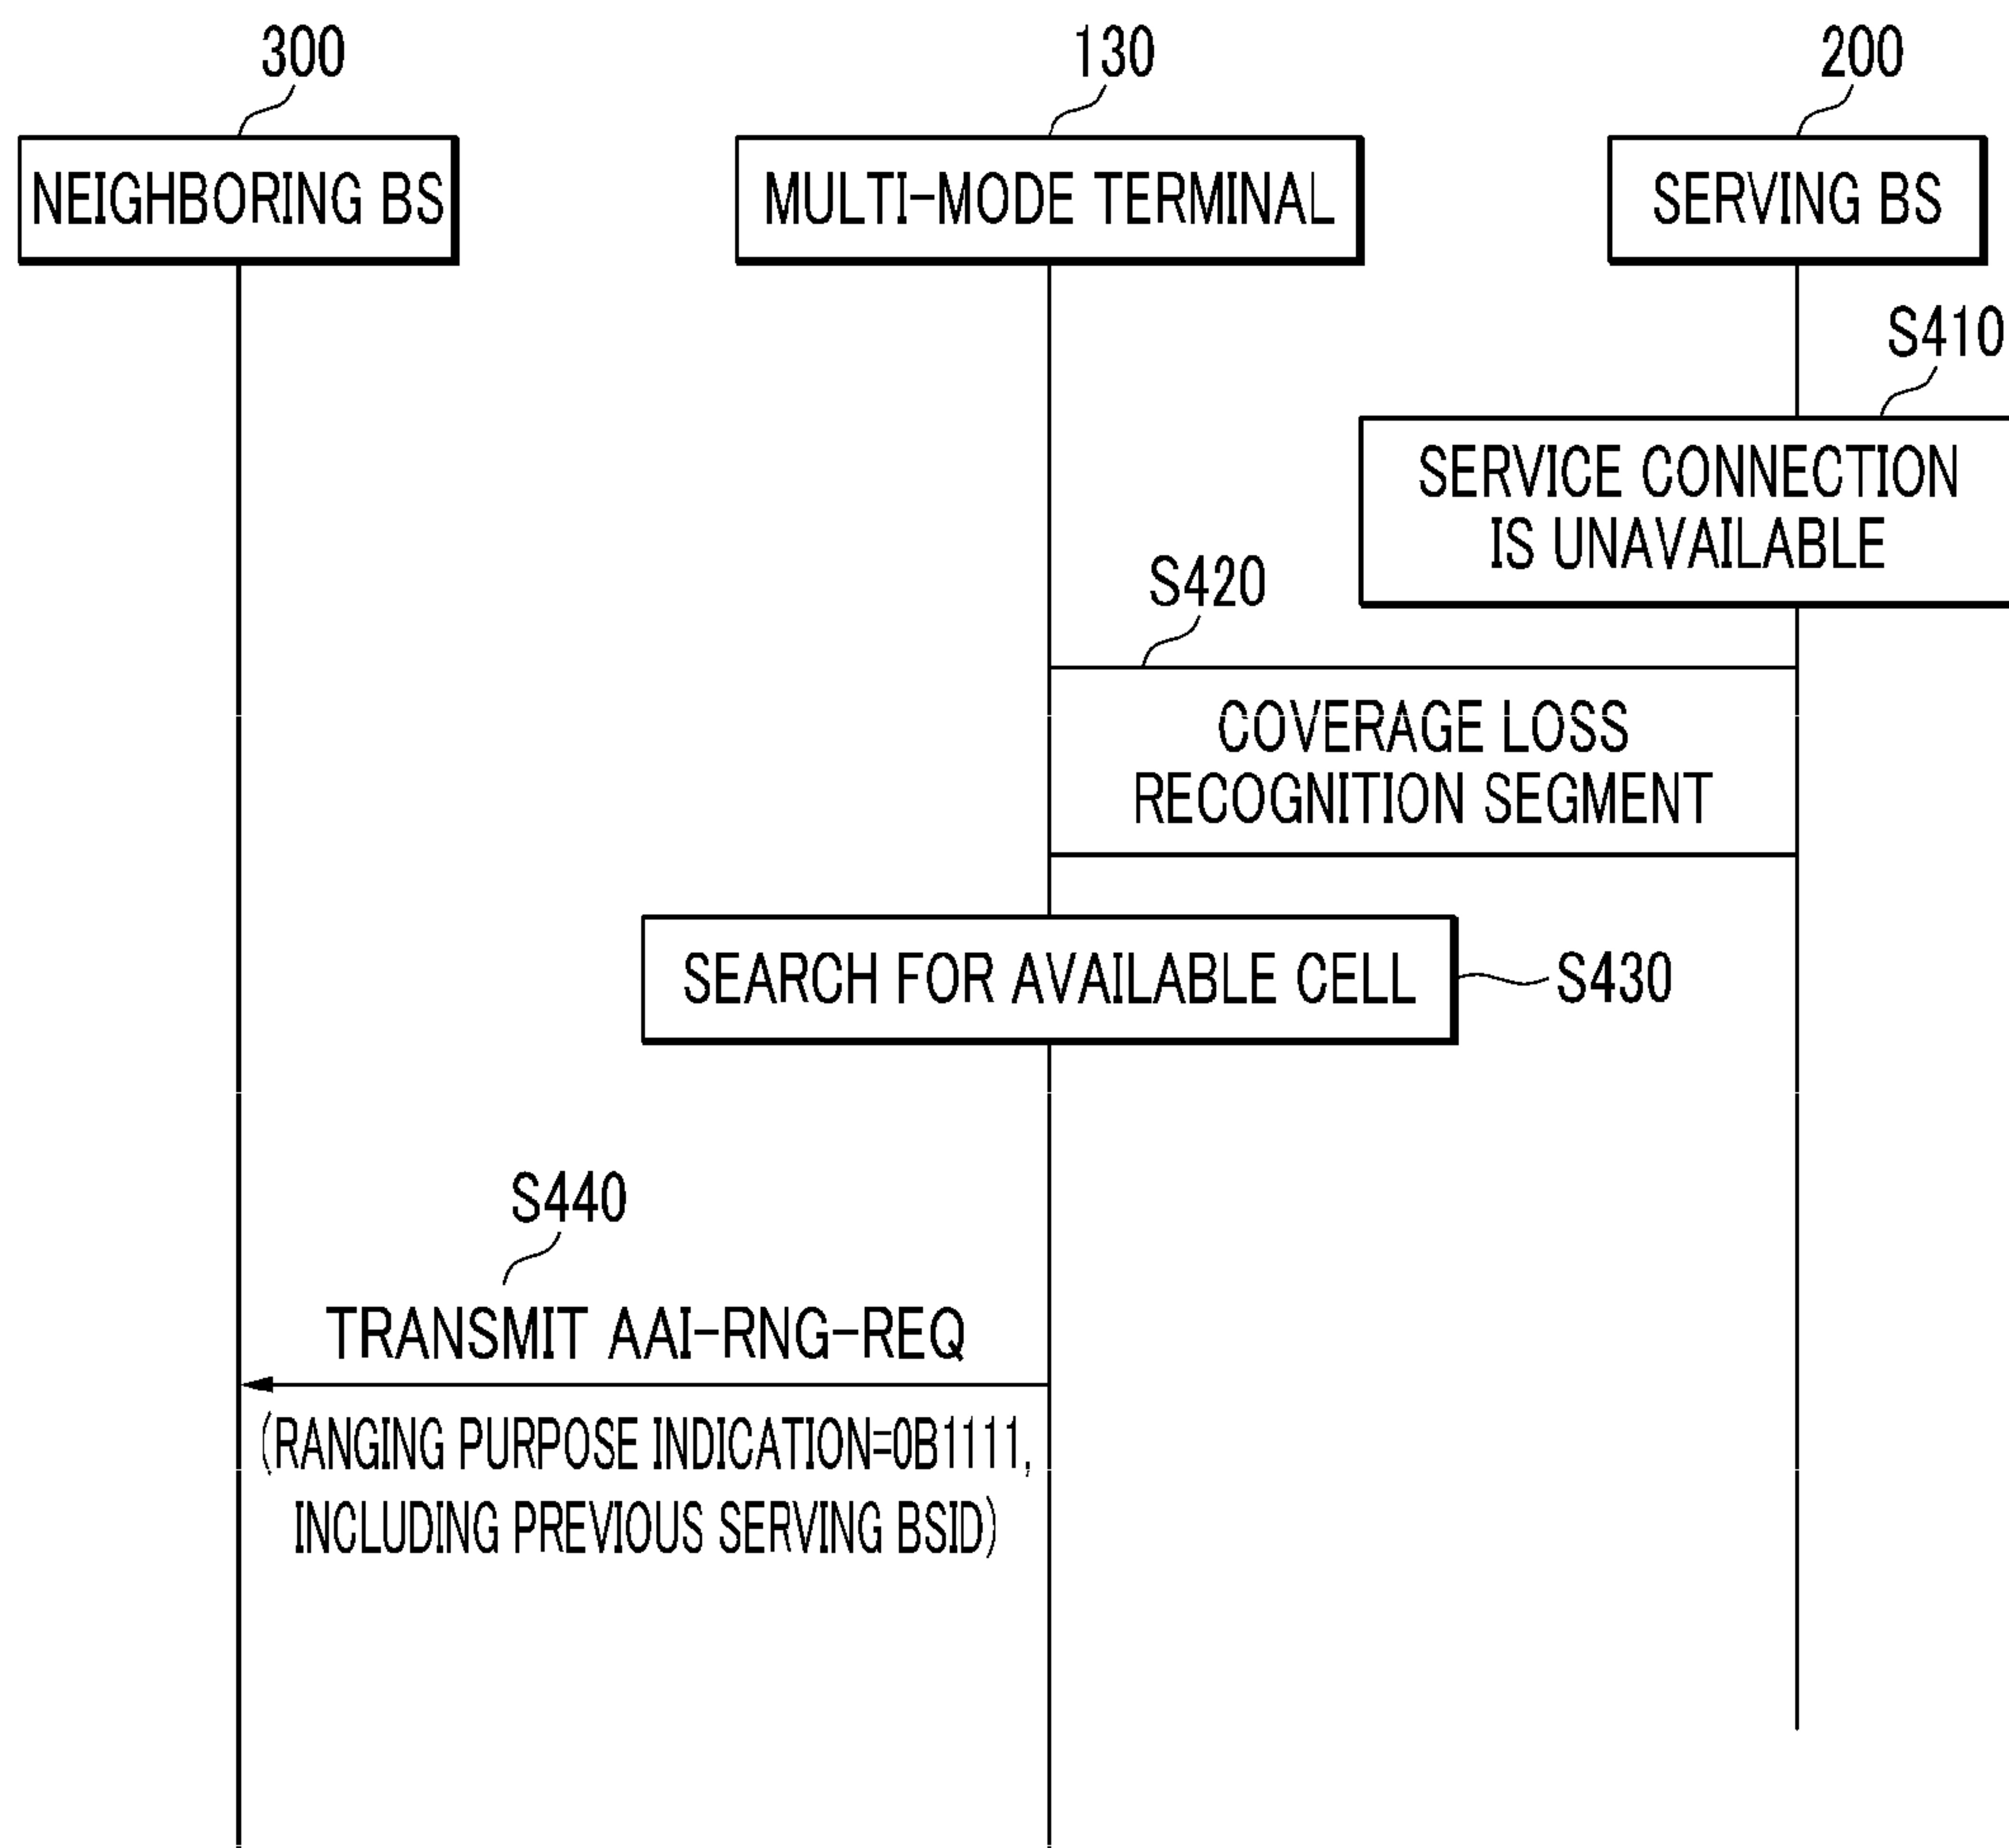 300
130
200
NEIGHBORING BS
MULTI-MODE TERMINAL
SERVING BS
S410
SERVICE CONNECTION
IS UNAVAILABLE
S420
COVERAGE LOSS
RECOGNITION SEGMENT
SEARCH FOR AVAILABLE CELL
S430
S440
TRANSMIT AAI-RNG-REQ
(RANGING PURPOSE INDICATION=0B1111,
INCLUDING PREVIOUS SERVING BSID)